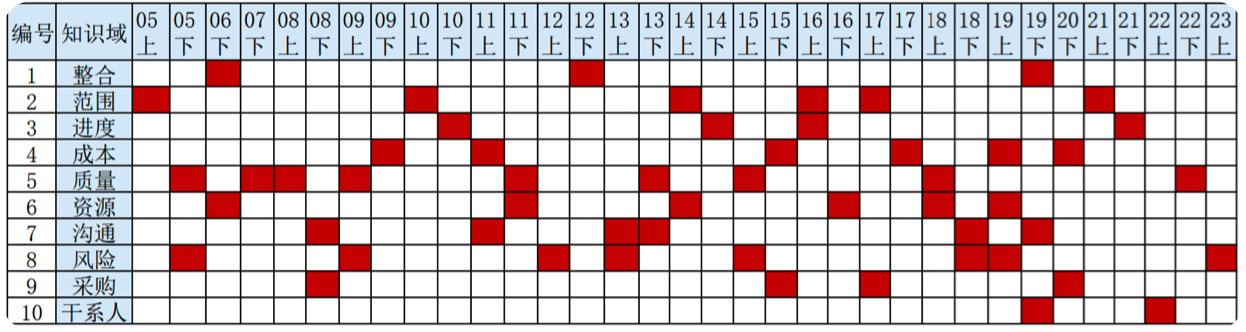 编号 知识域 05上 05下 06下 07下 08上 08下 09上 09下 10上 10下 11上 11下 12上 12下 13上 13下 14上 14下 15上 15下 16上 16下 17上 17下 18上 18下 19上 19下 20下 21上 21下 22上 22下 23上
1 整合
2 范围
3 进度
4 成本
5 质量
6 资源
7 沟通
8 风险
9 采购
10 干系人